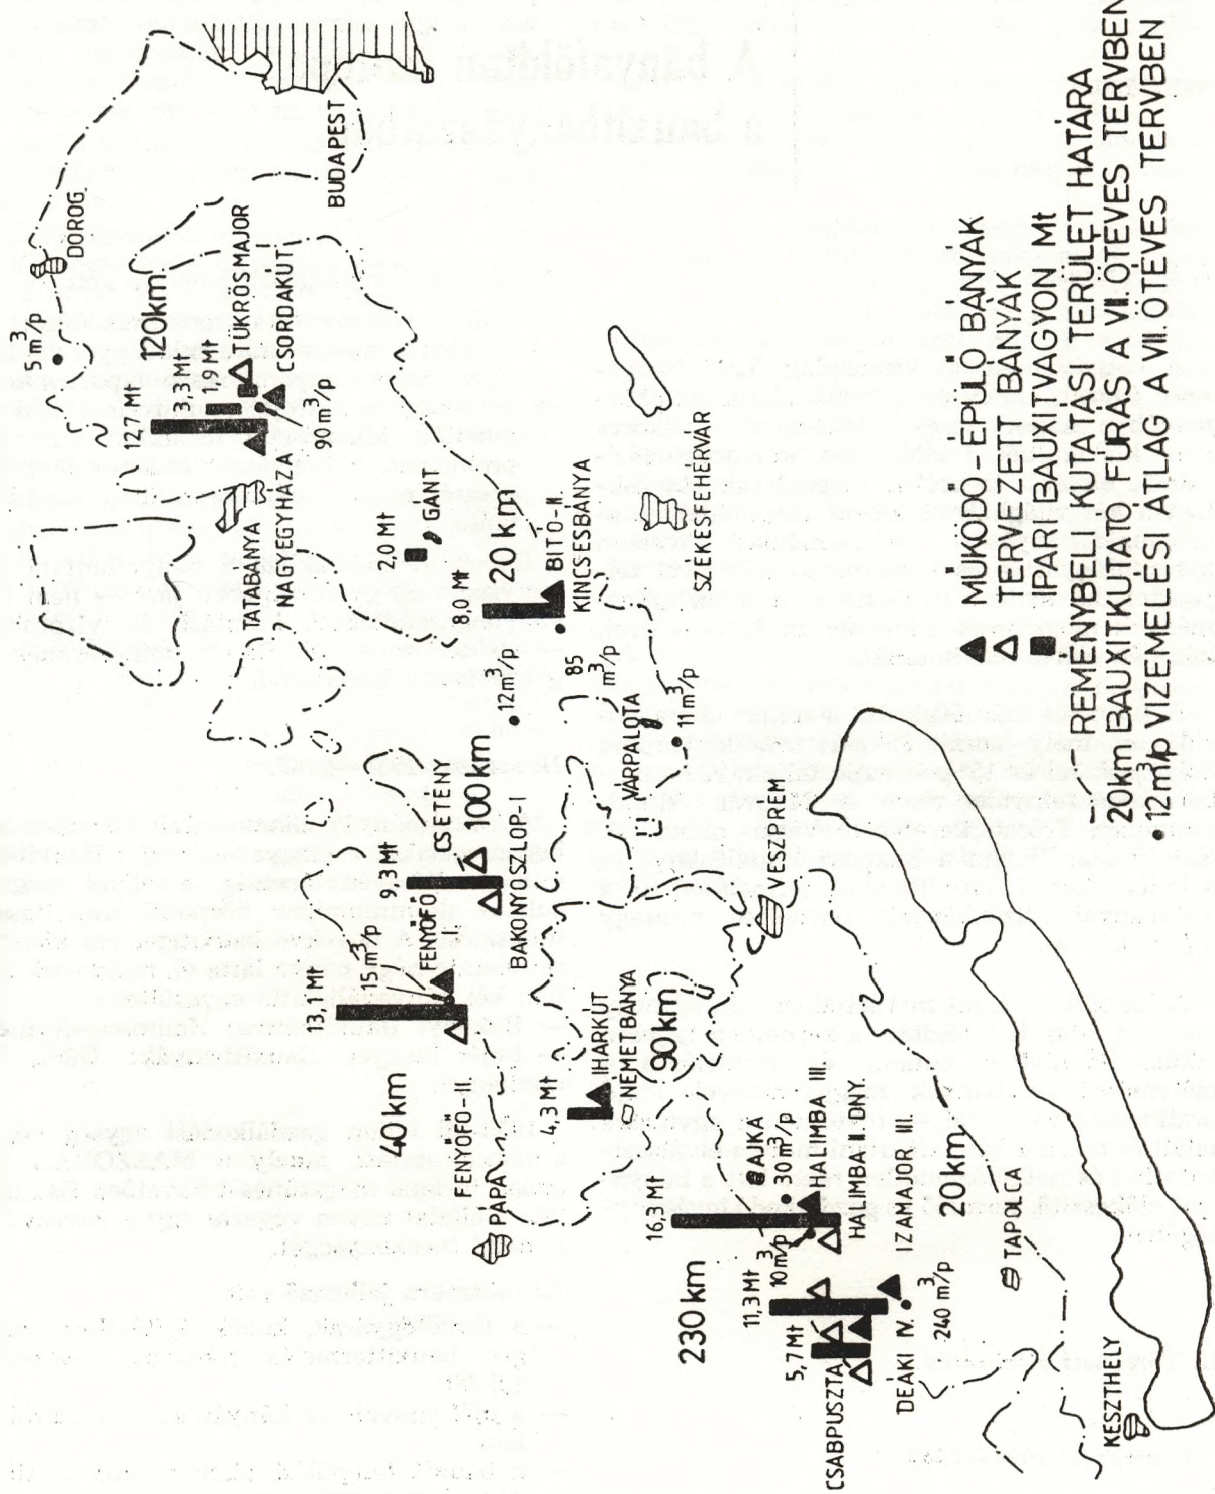 5 m³/p
DOROG
120km
12,7 Mt
3,3 Mt
1,9 Mt
TÜKRÖSMAJOR
CSORDAKÚT
90 m³/p
BUDAPEST
TATABÁNYA
NAGYEGYHÁZA
2,0 Mt
GÁNT
8,0 Mt
20 km
BITÓ-II.
KINCSESBÁNYA
85 m³/p
SZÉKESFEHÉRVÁR
12m³/p
VÁRPALOTA
11 m³/p
13,1 Mt
15 m³/p
FENYŐFŐ I.
9,3 Mt
CSETÉNY
100 km
BAKONYOSZLOP-I
40 km
FENYŐFŐ-II.
PÁPA
4,3 Mt
IHARKÚT
NÉMETBÁNYA
90 km
VESZPRÉM
16,3 Mt
AJKA
30 m³/p
HALIMBA III.
HALIMBA II. DNY.
10 m³/p
230 km
11,3 Mt
5,7 Mt
CSABPUSZTA
DEÁKI IV.
240 m³/p
IZAMAJOR III.
20 km
TAPOLCA
KESZTHELY
MŰKÖDŐ-ÉPÜLŐ BÁNYÁK
TERVEZETT BÁNYÁK
IPARI BAUXITVAGYON Mt
REMÉNYBELI KUTATÁSI TERÜLET HATÁRA
20km BAUXITKUTATÓ FÚRÁS A VII. ÖTÉVES TERVBEN
12m³/p VIZEMELÉSI ÁTLAG A VII. ÖTÉVES TERVBEN